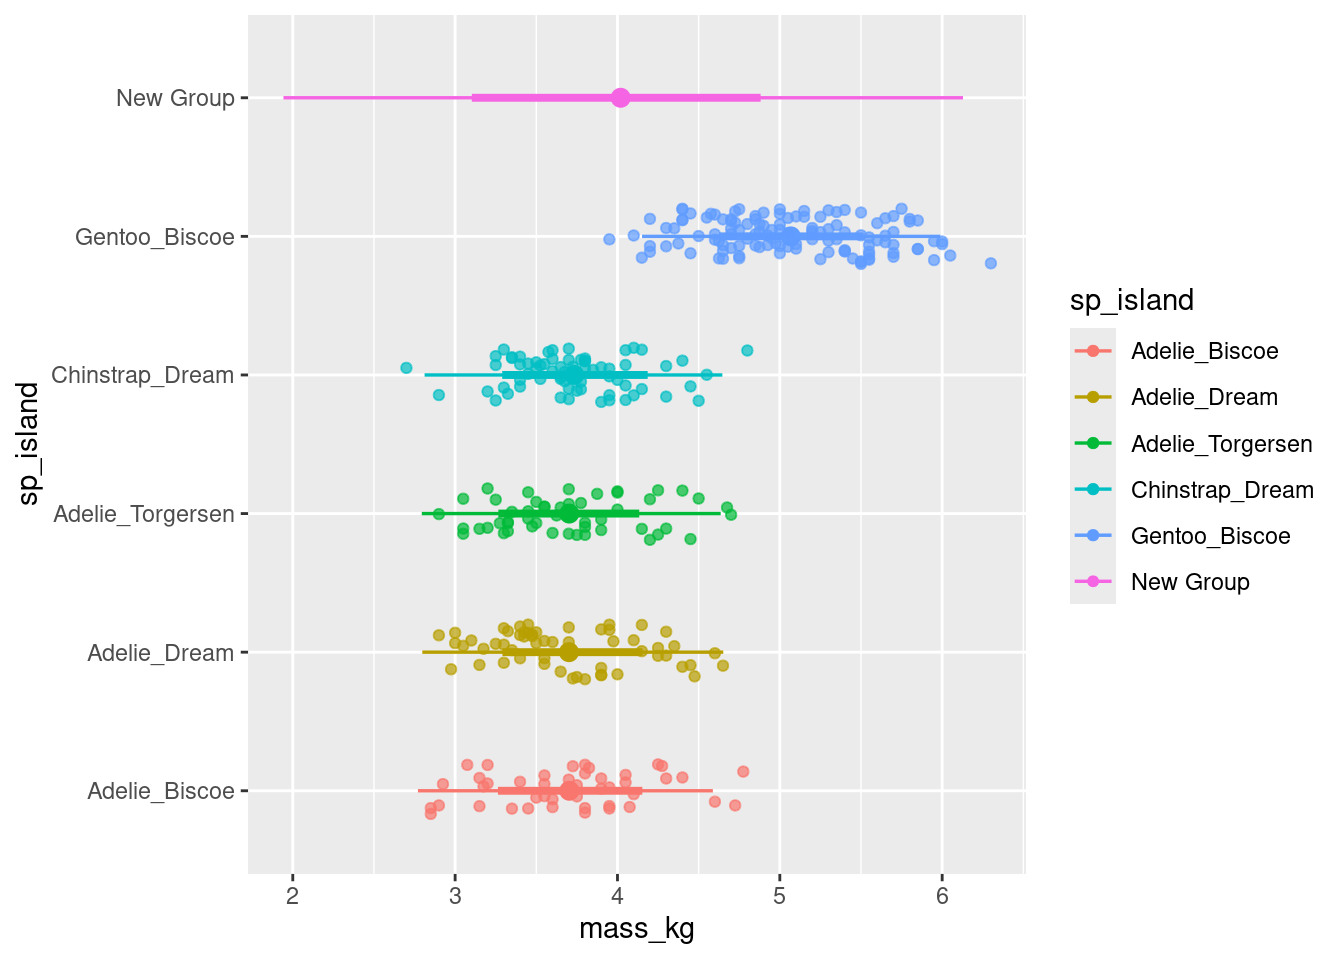 New Group
Gentoo_Biscoe
Chinstrap_Dream
Adelie_Torgersen
Adelie_Dream
Adelie_Biscoe
sp_island
2 3 4 5 6
mass_kg
sp_island
Adelie_Biscoe
Adelie_Dream
Adelie_Torgersen
Chinstrap_Dream
Gentoo_Biscoe
New Group